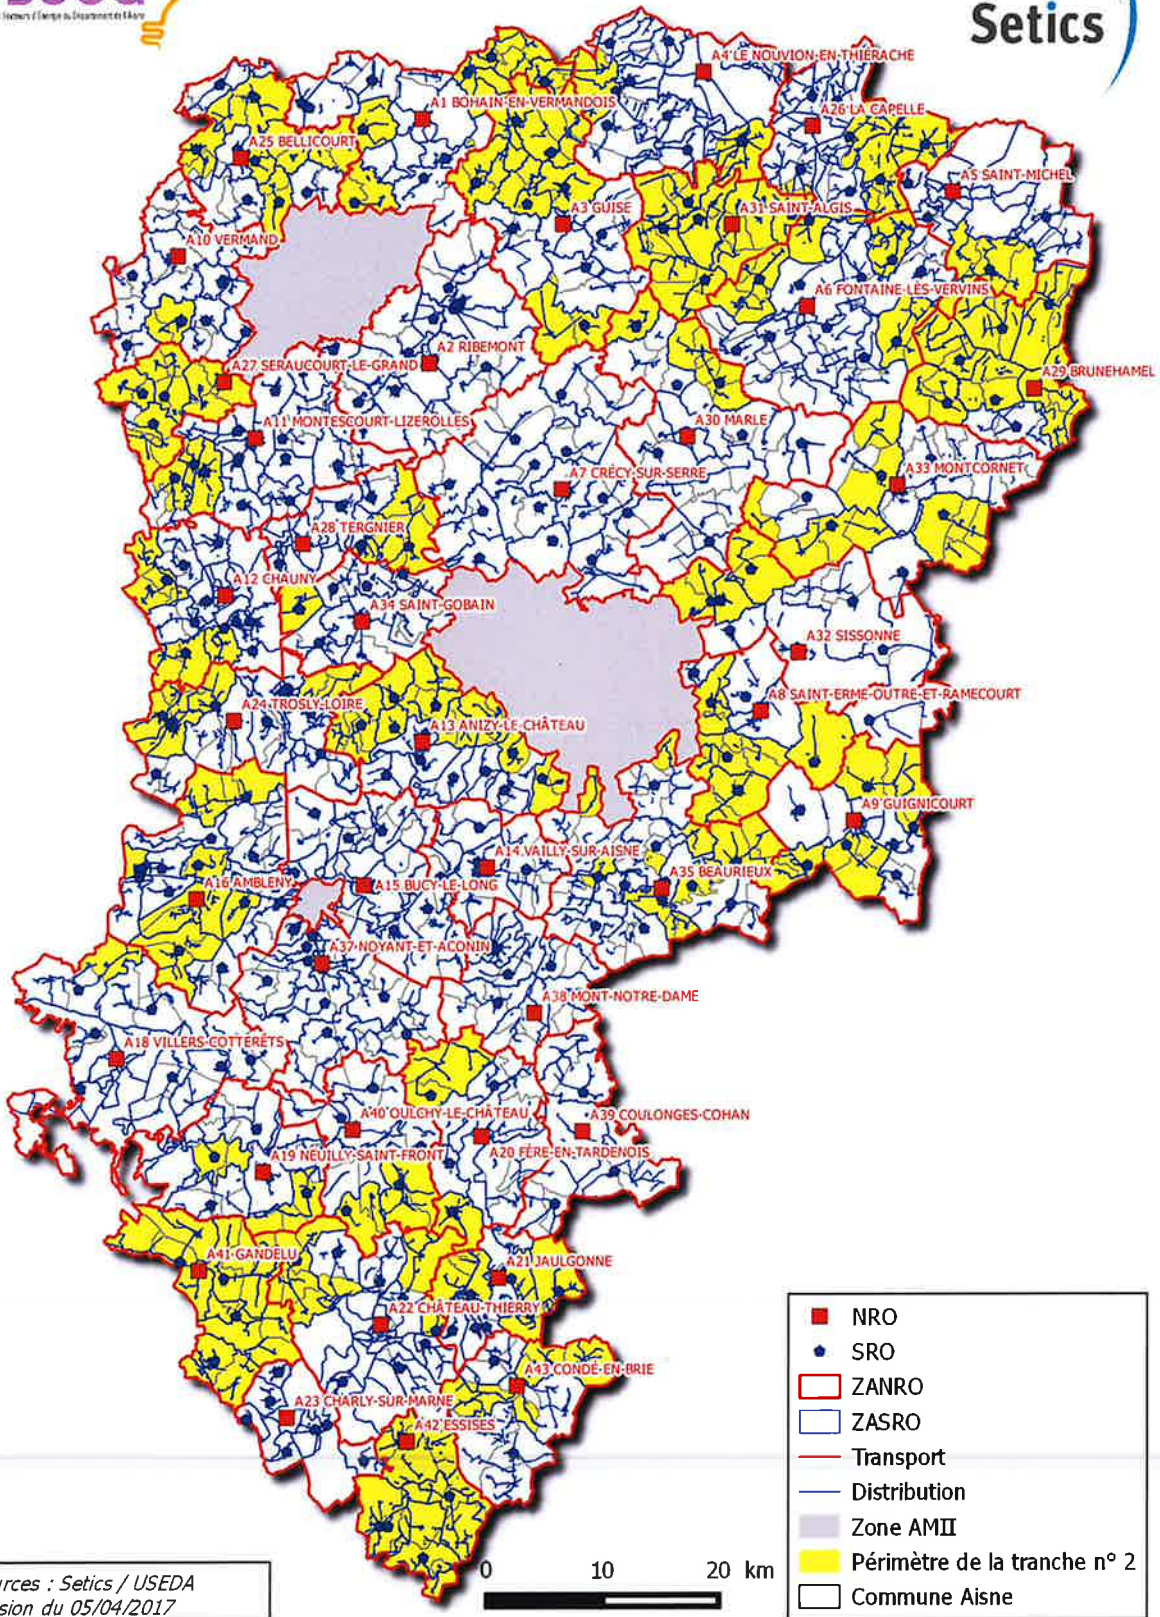 Secteurs d'Énergie du Département de l'Aisne
Setics
A4 LE NOUVION-EN-THIÉRACHE
A1 BOHAIN-EN-VERMANDOIS
A26 LA CAPELLE
A25 BELLICOURT
A5 SAINT-MICHEL
A3 GUISE
A31 SAINT-ALGIS
A10 VERMAND
A6 FONTAINE-LÈS-VERVINS
A2 RIBEMONT
A27 SERAUCOURT-LE-GRAND
A29 BRUNEHAMEL
A11 MONTESCOURT-LIZEROLLES
A30 MARLE
A7 CRÉCY-SUR-SERRE
A33 MONTCORNET
A28 TERGNIER
A12 CHAUNY
A34 SAINT-GOBAIN
A32 SISSONNE
A8 SAINT-ERME-OUTRE-ET-RAMECOURT
A24 TROSLY-LOIRE
A13 ANIZY-LE-CHÂTEAU
A9 GUIGNICOURT
A14 VAILLY-SUR-AISNE
A35 BEAURIEUX
A16 AMBLENY
A15 BUCY-LE-LONG
A37 NOYANT-ET-ACONIN
A38 MONT-NOTRE-DAME
A18 VILLERS-COTTERÊTS
A40 OULCHY-LE-CHÂTEAU
A39 COULONGES-COHAN
A19 NEUILLY-SAINT-FRONT
A20 FÈRE-EN-TARDENOIS
A41 GANDELU
A21 JAULGONNE
A22 CHÂTEAU-THIERRY
A43 CONDÉ-EN-BRIE
A23 CHARLY-SUR-MARNE
A42 ESSISES
NRO
SRO
ZANRO
ZASRO
Transport
Distribution
Zone AMII
Périmètre de la tranche n° 2
Commune Aisne
0 10 20 km
urces : Setics / USEDA
sion du 05/04/2017